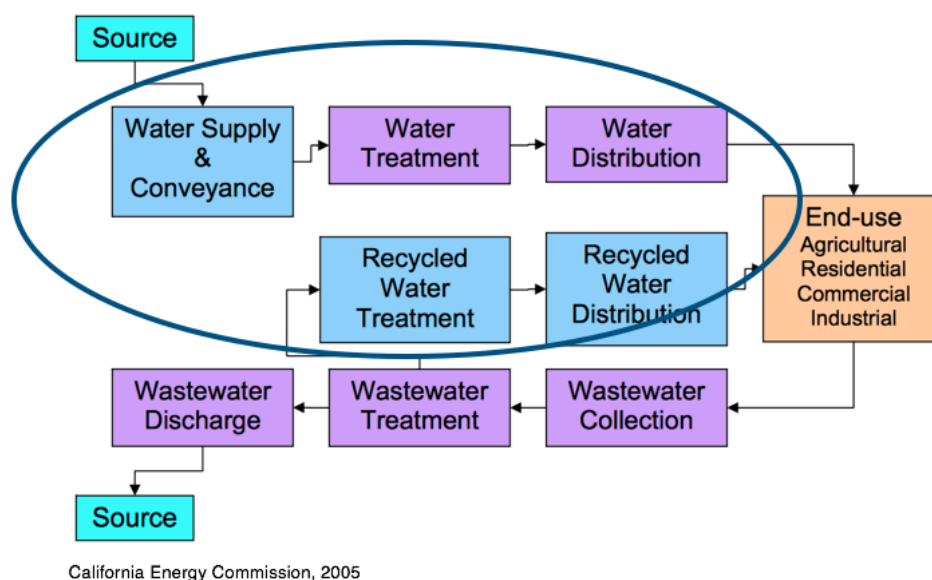 Source
Water Supply
&
Conveyance
Water
Treatment
Water
Distribution
End-use
Agricultural
Residential
Commercial
Industrial
Recycled
Water
Treatment
Recycled
Water
Distribution
Wastewater
Discharge
Wastewater
Treatment
Wastewater
Collection
Source
California Energy Commission, 2005